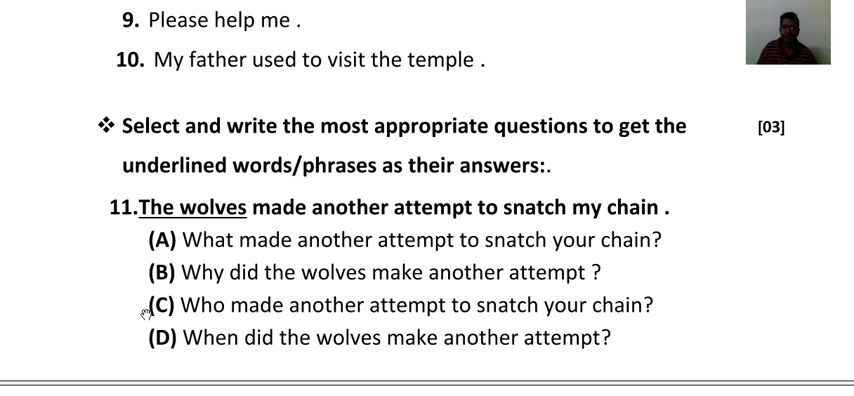 9. Please help me .
10. My father used to visit the temple .
❖ Select and write the most appropriate questions to get the [03]
underlined words/phrases as their answers:.
11.The wolves made another attempt to snatch my chain .
(A) What made another attempt to snatch your chain?
(B) Why did the wolves make another attempt ?
(C) Who made another attempt to snatch your chain?
(D) When did the wolves make another attempt?